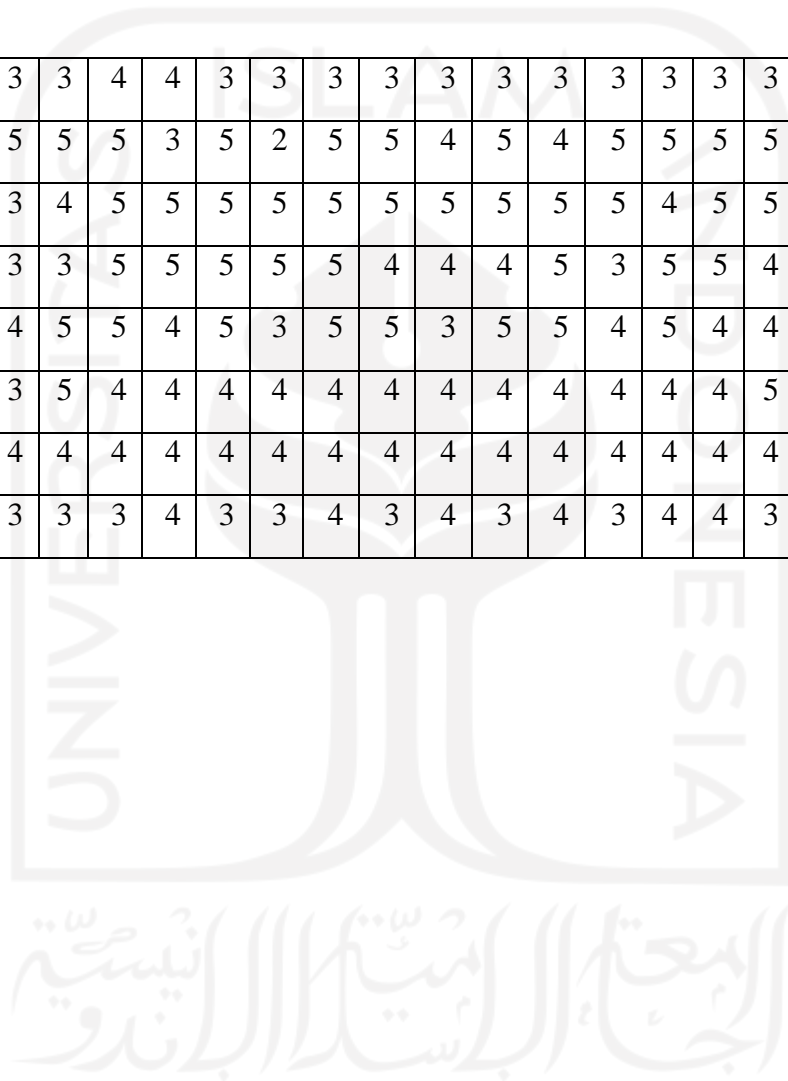 ISLAM
3 3 4 4 3 3 3 3 3 3 3 3 3 3 3
5 5 5 3 5 2 5 5 4 5 4 5 5 5 5
3 4 5 5 5 5 5 5 5 5 5 5 4 5 5
3 3 5 5 5 5 5 4 4 4 5 3 5 5 4
4 5 5 4 5 3 5 5 3 5 5 4 5 4 4
3 5 4 4 4 4 4 4 4 4 4 4 4 4 5
4 4 4 4 4 4 4 4 4 4 4 4 4 4 4
3 3 3 4 3 3 4 3 4 3 4 3 4 4 3
UNIVERSITAS
INDONESIA